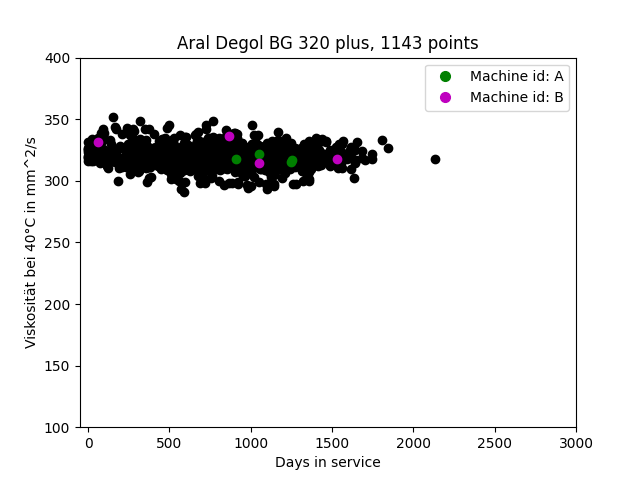 Aral Degol BG 320 plus, 1143 points
Machine id: A
Machine id: B
400
350
300
250
200
150
100
Viskosität bei 40°C in mm^2/s
0
500
1000
1500
2000
2500
3000
Days in service